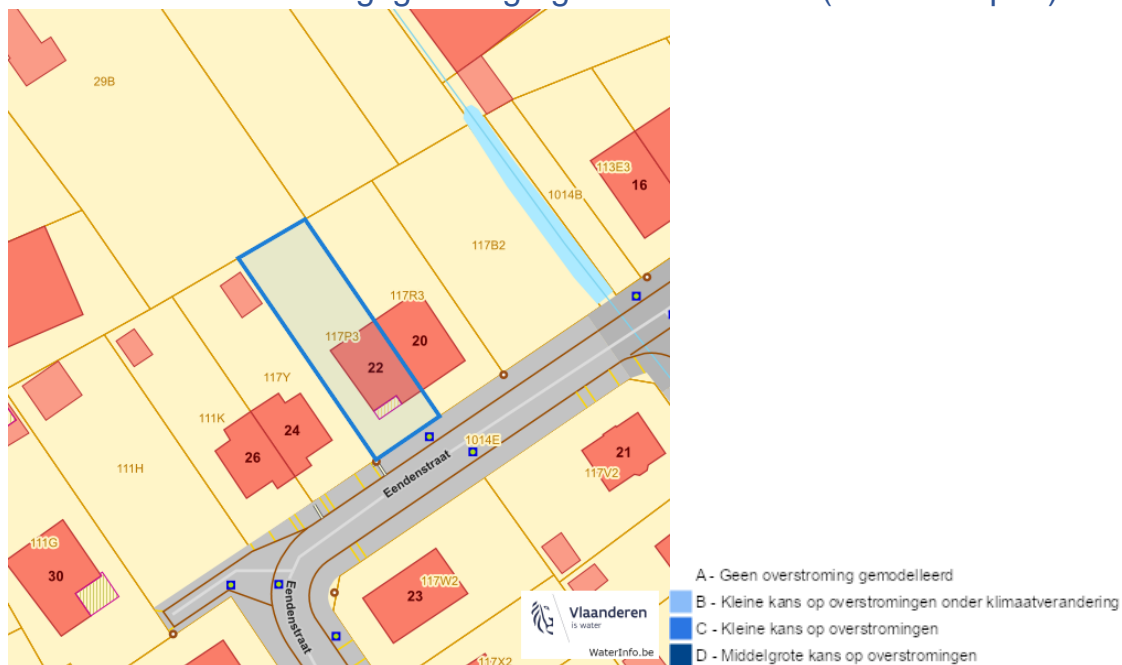 29B
113E3
16
1014B
117B2
117R3
20
117P3
22
117Y
111K
24
26
111H
1014E
Eendenstraat
21
117V2
111G
30
117W2
23
Eendenstraat
117X2
Vlaanderen
is water
WaterInfo.be
A - Geen overstroming gemodelleerd
B - Kleine kans op overstromingen onder klimaatverandering
C - Kleine kans op overstromingen
D - Middelgrote kans op overstromingen